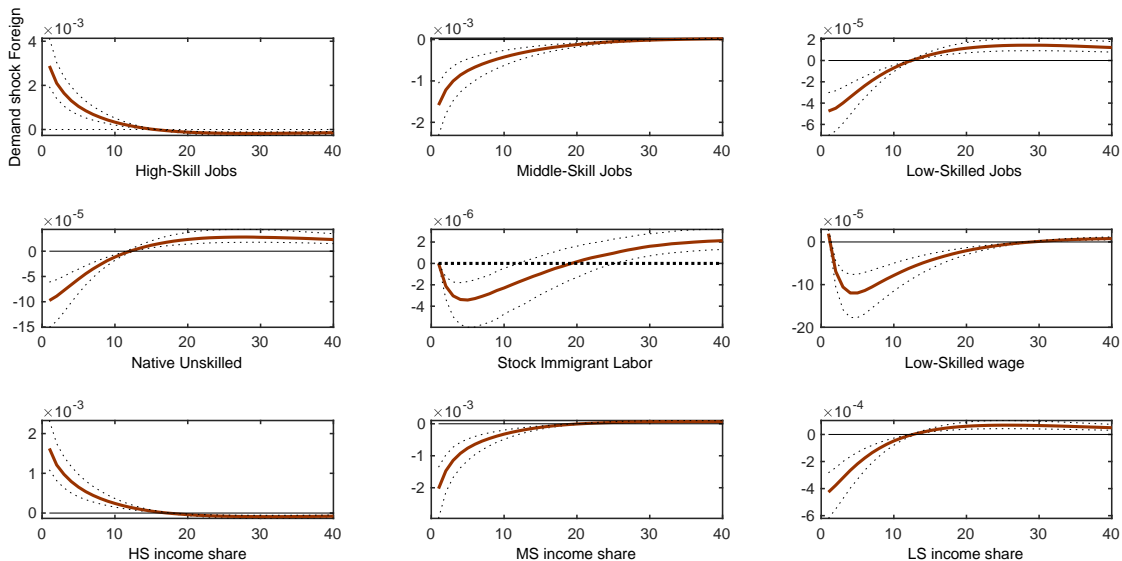 ×10⁻³ ×10⁻³ ×10⁻⁵
Demand shock Foreign
4
2
0
0 10 20 30 40
High-Skill Jobs
0
-1
-2
0 10 20 30 40
Middle-Skill Jobs
2
0
-2
-4
-6
0 10 20 30 40
Low-Skilled Jobs
×10⁻⁵ ×10⁻⁶ ×10⁻⁵
0
-5
-10
-15
0 10 20 30 40
Native Unskilled
2
0
-2
-4
0 10 20 30 40
Stock Immigrant Labor
0
-10
-20
0 10 20 30 40
Low-Skilled wage
×10⁻³ ×10⁻³ ×10⁻⁴
2
1
0
0 10 20 30 40
HS income share
0
-1
-2
0 10 20 30 40
MS income share
0
-2
-4
-6
0 10 20 30 40
LS income share